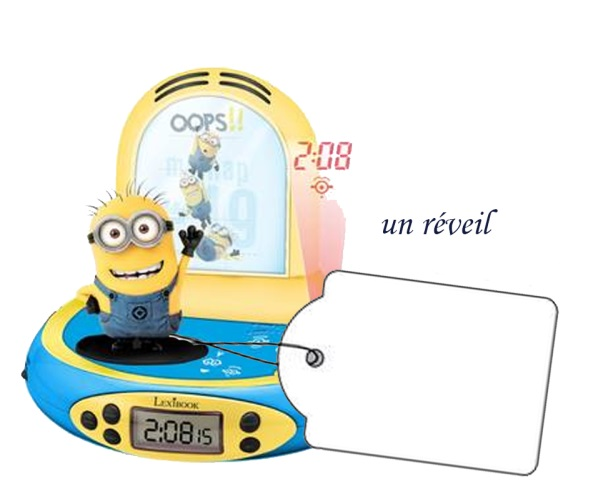 OOPS!!
2:08
un réveil
LEXIBOOK
2:08 15